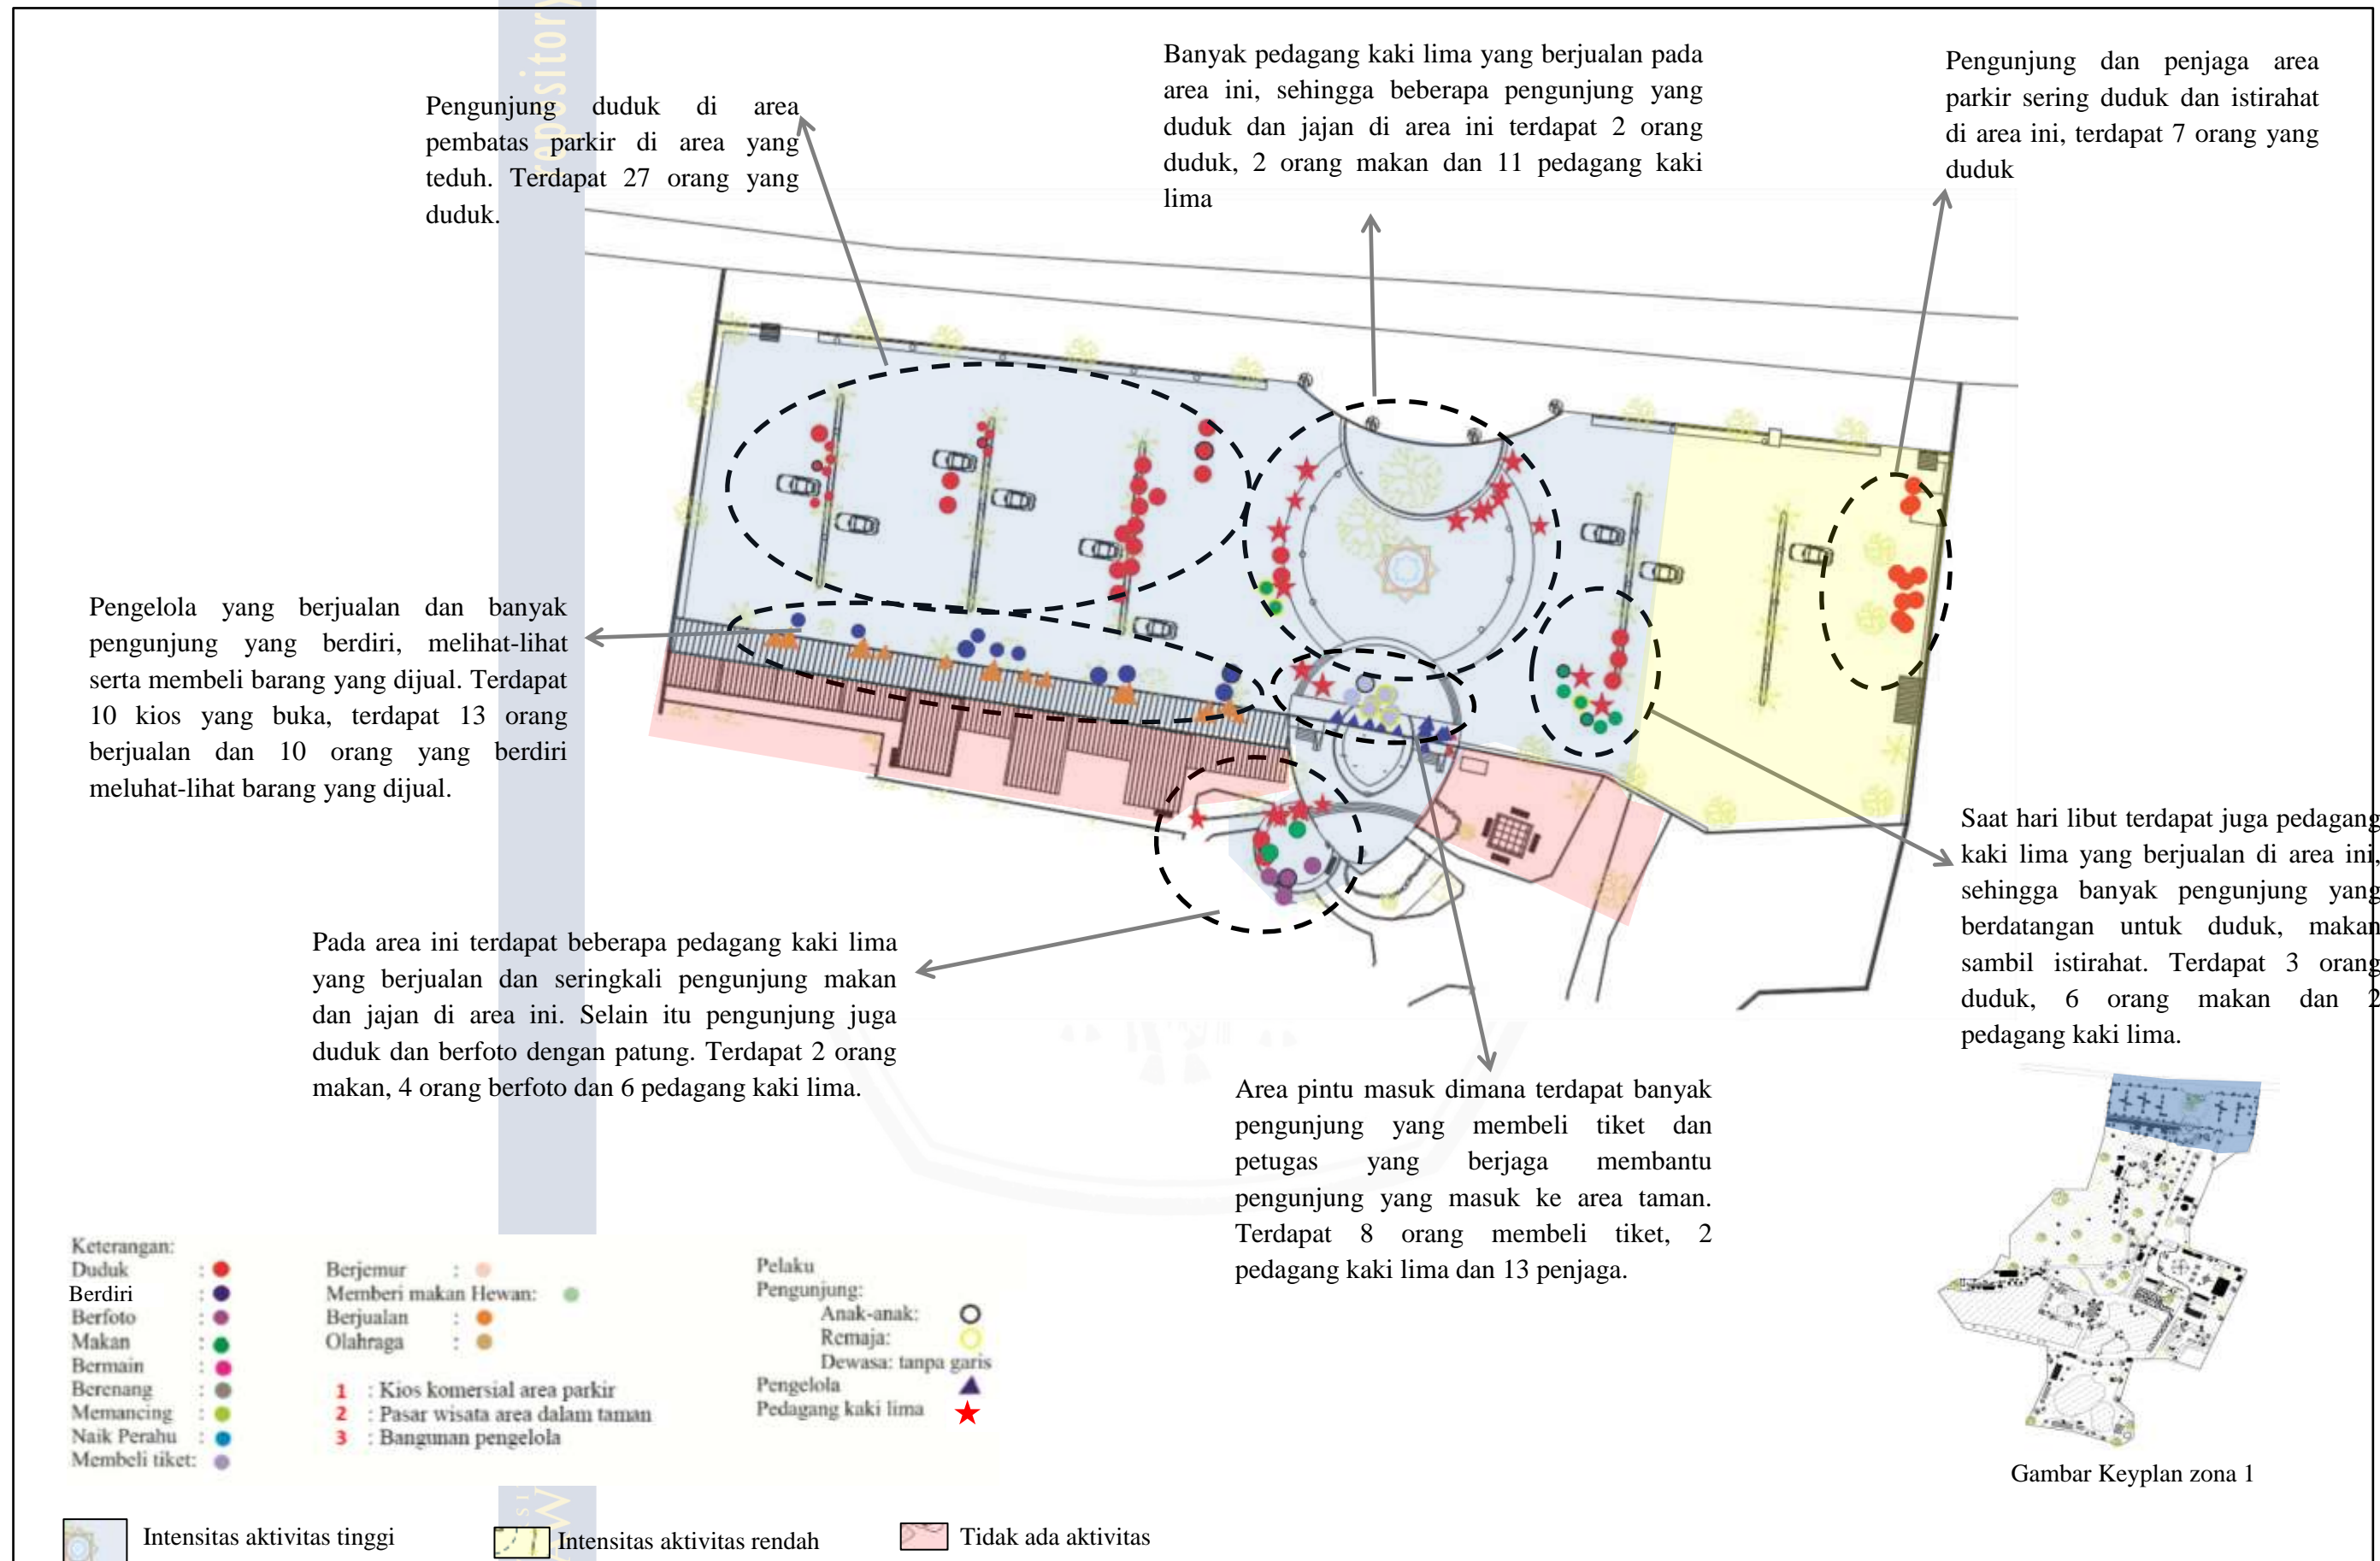 repository
Pengunjung duduk di area
pembatas parkir di area yang
teduh. Terdapat 27 orang yang
duduk.
Banyak pedagang kaki lima yang berjualan pada
area ini, sehingga beberapa pengunjung yang
duduk dan jajan di area ini terdapat 2 orang
duduk, 2 orang makan dan 11 pedagang kaki
lima
Pengunjung dan penjaga area
parkir sering duduk dan istirahat
di area ini, terdapat 7 orang yang
duduk
Pengelola yang berjualan dan banyak
pengunjung yang berdiri, melihat-lihat
serta membeli barang yang dijual. Terdapat
10 kios yang buka, terdapat 13 orang
berjualan dan 10 orang yang berdiri
meluhat-lihat barang yang dijual.
Saat hari libut terdapat juga pedagang
kaki lima yang berjualan di area ini,
sehingga banyak pengunjung yang
berdatangan untuk duduk, makan
sambil istirahat. Terdapat 3 orang
duduk, 6 orang makan dan 2
pedagang kaki lima.
Pada area ini terdapat beberapa pedagang kaki lima
yang berjualan dan seringkali pengunjung makan
dan jajan di area ini. Selain itu pengunjung juga
duduk dan berfoto dengan patung. Terdapat 2 orang
makan, 4 orang berfoto dan 6 pedagang kaki lima.
Area pintu masuk dimana terdapat banyak
pengunjung yang membeli tiket dan
petugas yang berjaga membantu
pengunjung yang masuk ke area taman.
Terdapat 8 orang membeli tiket, 2
pedagang kaki lima dan 13 penjaga.
Gambar Keyplan zona 1
Keterangan:
Duduk :
Berdiri :
Berfoto :
Makan :
Bermain :
Berenang :
Memancing :
Naik Perahu :
Membeli tiket:
Berjemur :
Memberi makan Hewan:
Berjualan :
Olahraga :
1 : Kios komersial area parkir
2 : Pasar wisata area dalam taman
3 : Bangunan pengelola
Pelaku
Pengunjung:
Anak-anak:
Remaja:
Dewasa: tanpa garis
Pengelola
Pedagang kaki lima
Intensitas aktivitas tinggi
Intensitas aktivitas rendah
Tidak ada aktivitas